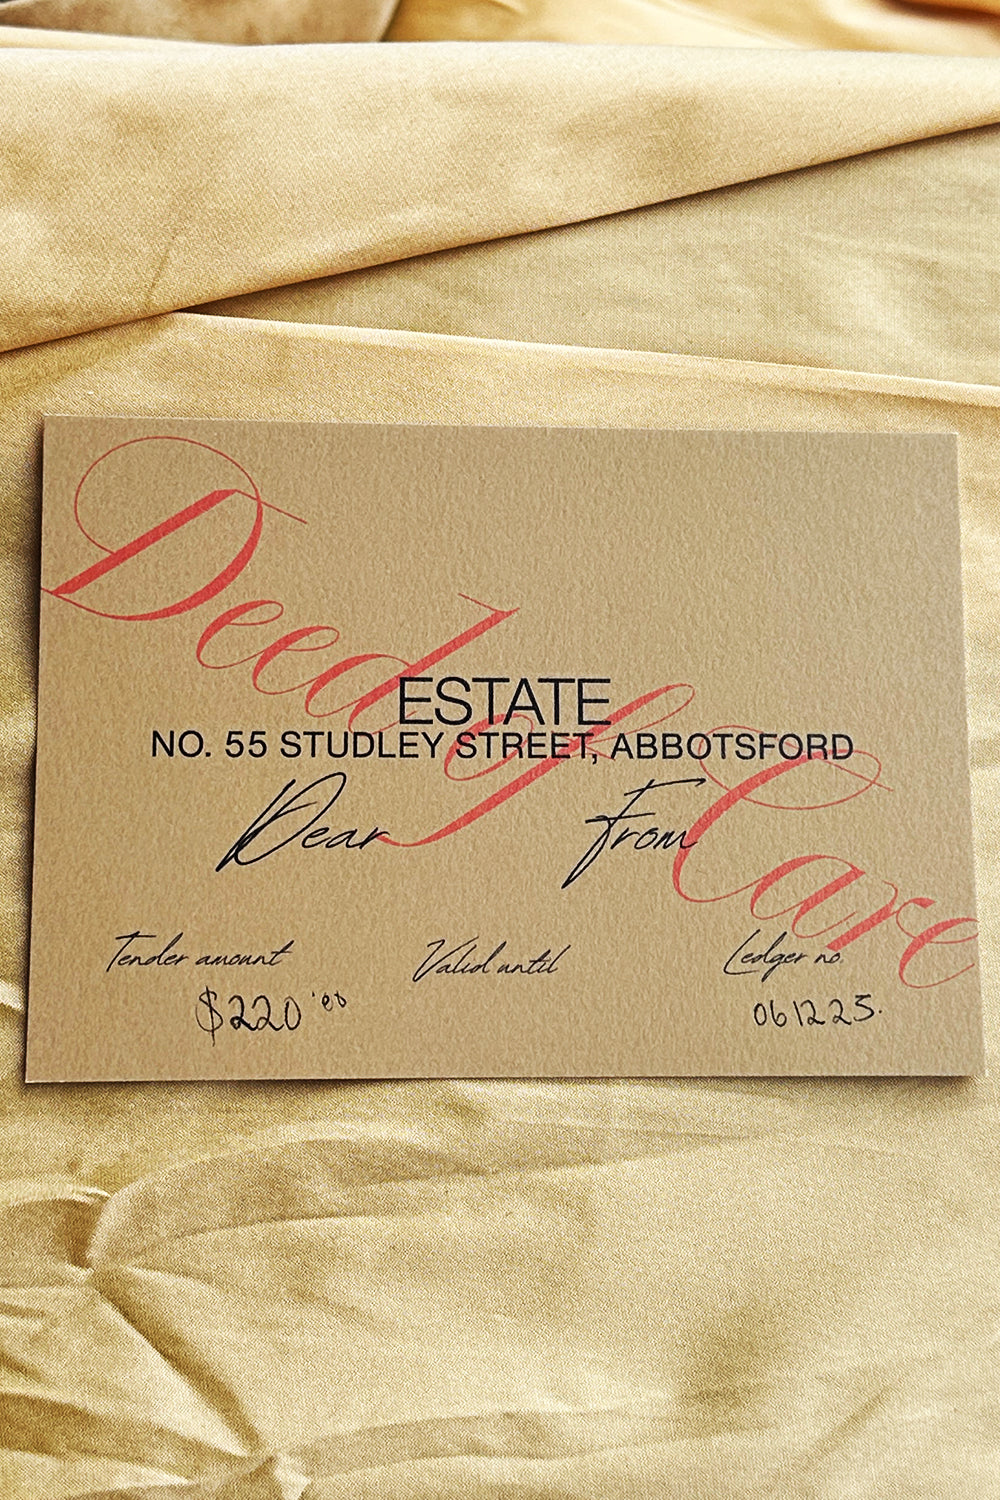 Deed of Care
ESTATE
NO. 55 STUDLEY STREET, ABBOTSFORD
Dear From
Tender amount Valid until Ledger no.
$220 061225.